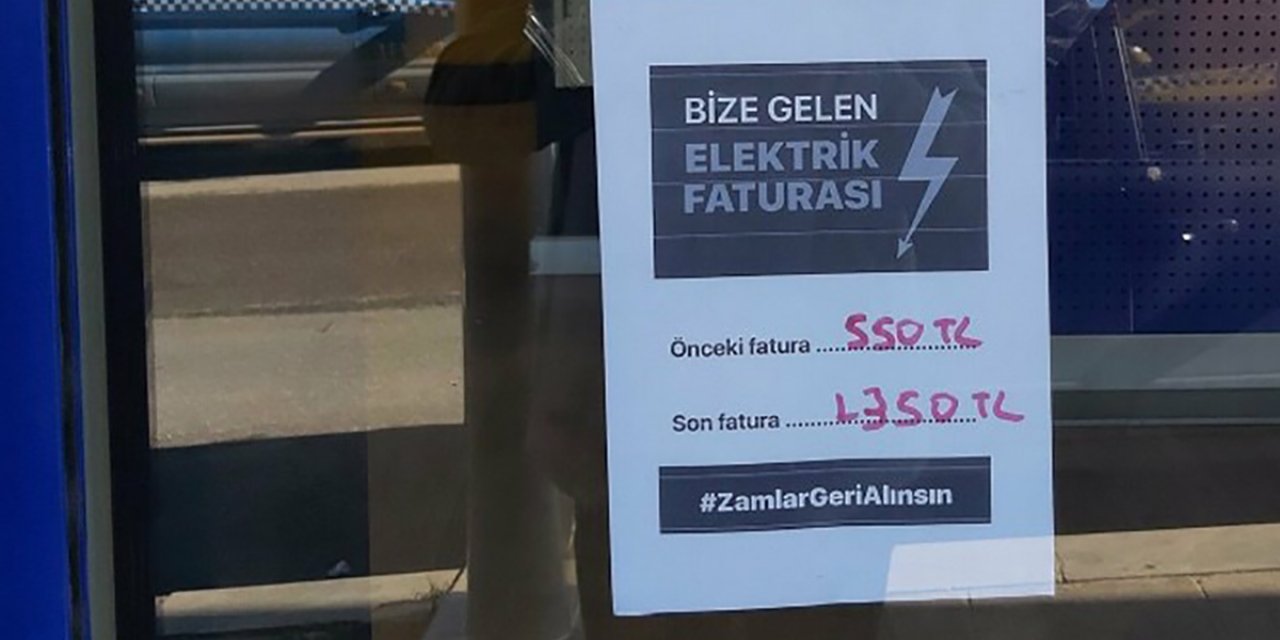 BİZE GELEN
ELEKTRİK
FATURASI
Önceki fatura ........................ 550 TL
Son fatura ............................ 1350 TL
#ZamlarGeriAlınsın